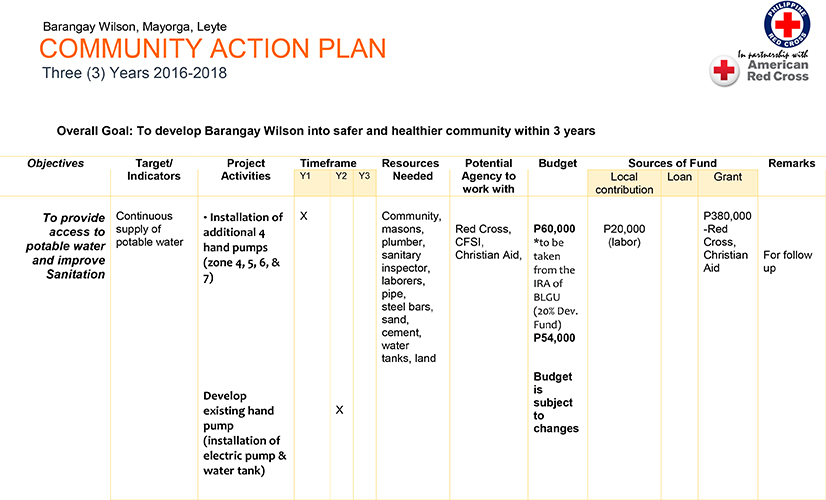 Barangay Wilson, Mayorga, Leyte
COMMUNITY ACTION PLAN
Three (3) Years 2016-2018
PHILIPPINE
RED CROSS
In partnership with
American
Red Cross
Overall Goal: To develop Barangay Wilson into safer and healthier community within 3 years
Objectives
Target/
Indicators
Project
Activities
Timeframe
Y1
Y2
Y3
Resources
Needed
Potential
Agency to
work with
Budget
Sources of Fund
Local
contribution
Loan
Grant
Remarks
To provide
access to
potable water
and improve
Sanitation
Continuous
supply of
potable water
• Installation of
additional 4
hand pumps
(zone 4, 5, 6, &
7)
X
Community,
masons,
plumber,
sanitary
inspector,
laborers,
pipe,
steel bars,
sand,
cement,
water
tanks, land
Red Cross,
CFSI,
Christian Aid,
P60,000
*to be
taken
from the
IRA of
BLGU
(20% Dev.
Fund)
P54,000
Budget
is
subject
to
changes
P20,000
(labor)
P380,000
-Red
Cross,
Christian
Aid
For follow
up
Develop
existing hand
pump
(installation of
electric pump &
water tank)
X